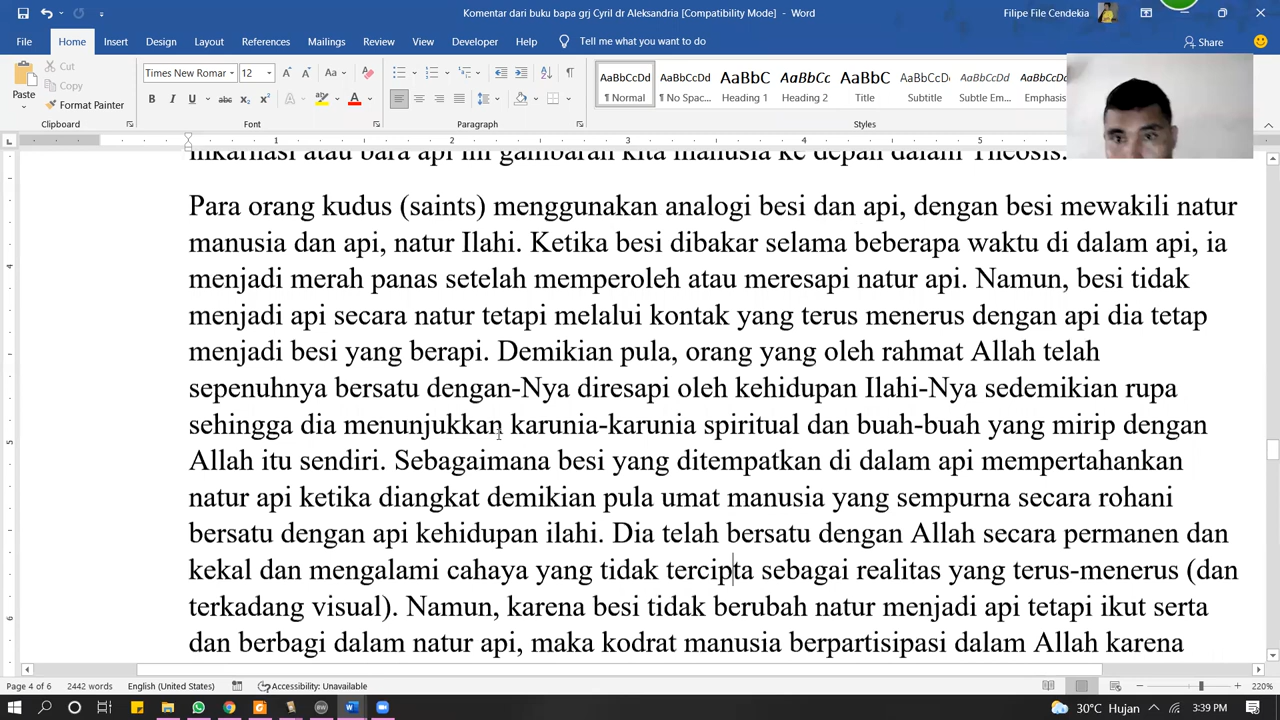 Komentar dari buku bapa grj Cyril dr Aleksandria [Compatibility Mode] - Word
Filipe File Cendekia
File Home Insert Design Layout References Mailings Review View Developer Help Tell me what you want to do Share
Paste
Cut
Copy
Format Painter
Clipboard
Times New Romar 12
Font
Paragraph
AaBbCcDd AaBbCcDd AaBbC AaBbCc AaBbC AaBbCcD AaBbCcDd AaBbCcDd
¶ Normal ¶ No Spac... Heading 1 Heading 2 Title Subtitle Subtle Em... Emphasis
Styles
inkarnasi atau bara api ini gambaran kita manusia ke depan dalam Theosis.
Para orang kudus (saints) menggunakan analogi besi dan api, dengan besi mewakili natur
manusia dan api, natur Ilahi. Ketika besi dibakar selama beberapa waktu di dalam api, ia
menjadi merah panas setelah memperoleh atau meresapi natur api. Namun, besi tidak
menjadi api secara natur tetapi melalui kontak yang terus menerus dengan api dia tetap
menjadi besi yang berapi. Demikian pula, orang yang oleh rahmat Allah telah
sepenuhnya bersatu dengan-Nya diresapi oleh kehidupan Ilahi-Nya sedemikian rupa
sehingga dia menunjukkan karunia-karunia spiritual dan buah-buah yang mirip dengan
Allah itu sendiri. Sebagaimana besi yang ditempatkan di dalam api mempertahankan
natur api ketika diangkat demikian pula umat manusia yang sempurna secara rohani
bersatu dengan api kehidupan ilahi. Dia telah bersatu dengan Allah secara permanen dan
kekal dan mengalami cahaya yang tidak tercipta sebagai realitas yang terus-menerus (dan
terkadang visual). Namun, karena besi tidak berubah natur menjadi api tetapi ikut serta
dan berbagi dalam natur api, maka kodrat manusia berpartisipasi dalam Allah karena
Page 4 of 6 2442 words English (United States) Accessibility: Unavailable 220%
30°C Hujan 3:39 PM